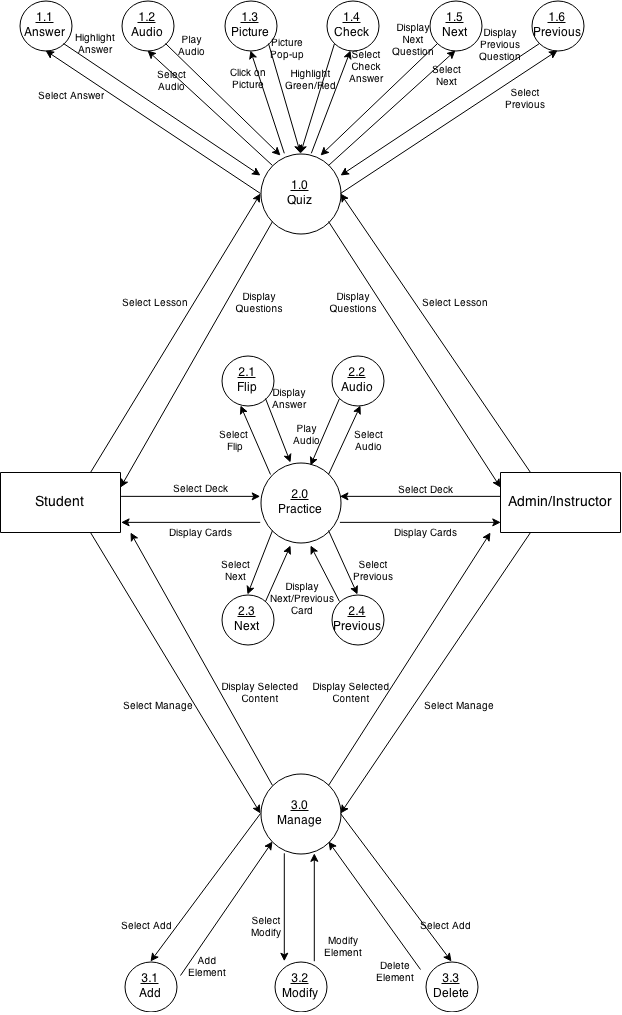 1.1
Answer
1.2
Audio
1.3
Picture
1.4
Check
1.5
Next
1.6
Previous
Highlight
Answer
Play
Audio
Picture
Pop-up
Display
Next
Question
Display
Previous
Question
Select Answer
Select
Audio
Click on
Picture
Highlight
Green/Red
Select
Check
Answer
Select
Next
Select
Previous
1.0
Quiz
Select Lesson
Display
Questions
Display
Questions
Select Lesson
2.1
Flip
2.2
Audio
Display
Answer
Select
Flip
Play
Audio
Select
Audio
Student
Select Deck
2.0
Practice
Select Deck
Admin/Instructor
Display Cards
Display Cards
Select
Next
Display
Next/Previous
Card
Select
Previous
2.3
Next
2.4
Previous
Select Manage
Display Selected
Content
Display Selected
Content
Select Manage
3.0
Manage
Select Add
Select
Modify
Select Add
Add
Element
Modify
Element
Delete
Element
3.1
Add
3.2
Modify
3.3
Delete